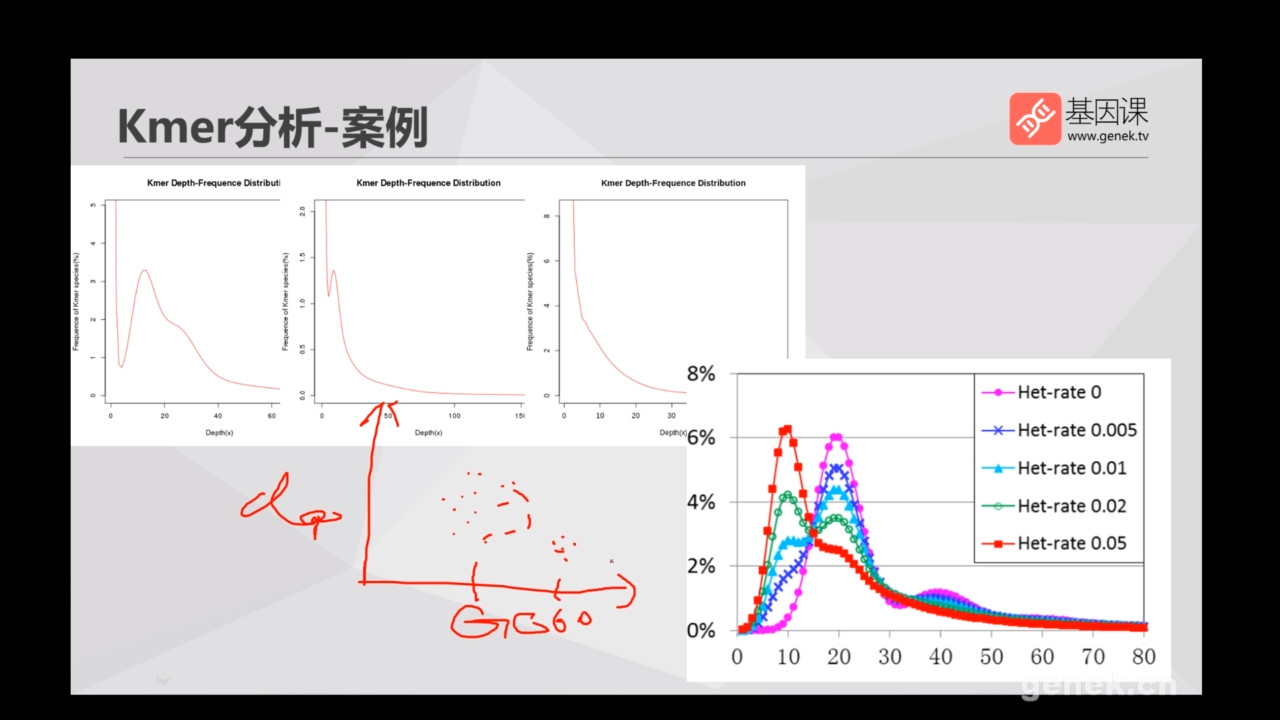 Kmer分析-案例
基因课
www.genek.tv
Kmer Depth-Frequence Distributi
Frequence of Kmer species(%)
5
4
3
2
1
0
0 20 40 60
Depth(x)
Kmer Depth-Frequence Distribution
Frequence of Kmer species(%)
2.0
1.5
1.0
0.5
0.0
0 50 100 15
Depth(x)
Kmer Depth-Frequence Distribution
Frequence of Kmer species(%)
8
6
4
2
0
0 10 20 30
Depth(x)
8%
6%
4%
2%
0%
Het-rate 0
Het-rate 0.005
Het-rate 0.01
Het-rate 0.02
Het-rate 0.05
0 10 20 30 40 50 60 70 80
60
genek.cn